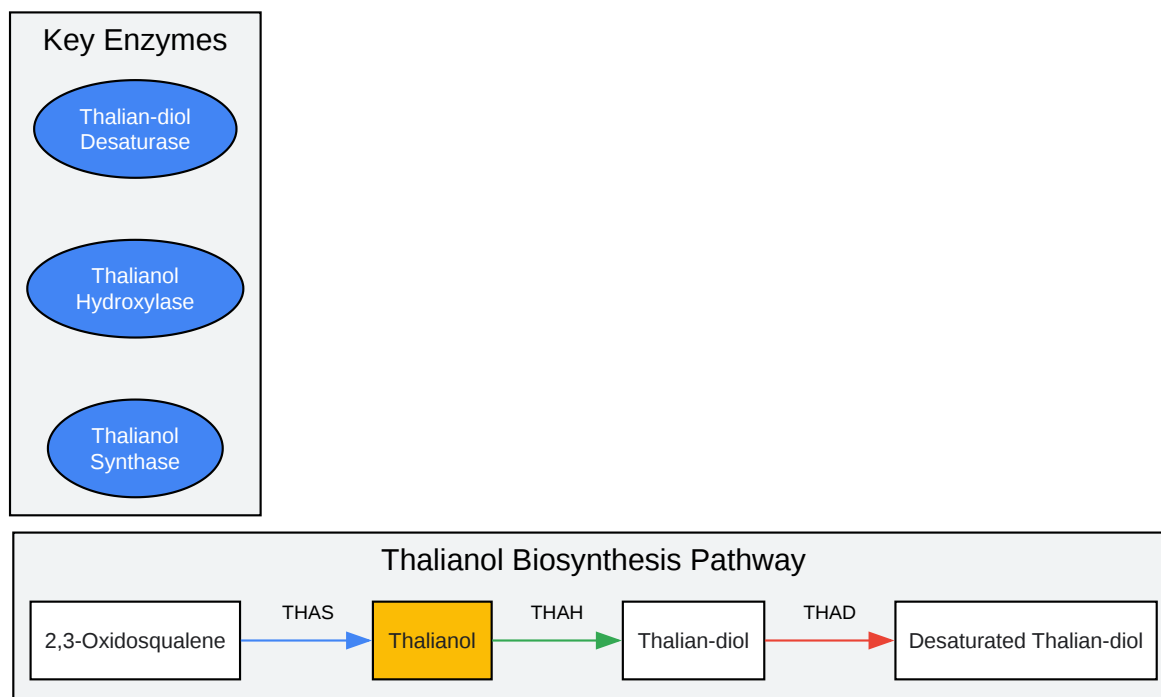 Key Enzymes
Thalian-diol
Desaturase
Thalianol
Hydroxylase
Thalianol
Synthase
Thalianol Biosynthesis Pathway
THAS
THAH
THAD
2,3-Oxidosqualene
Thalianol
Thalian-diol
Desaturated Thalian-diol